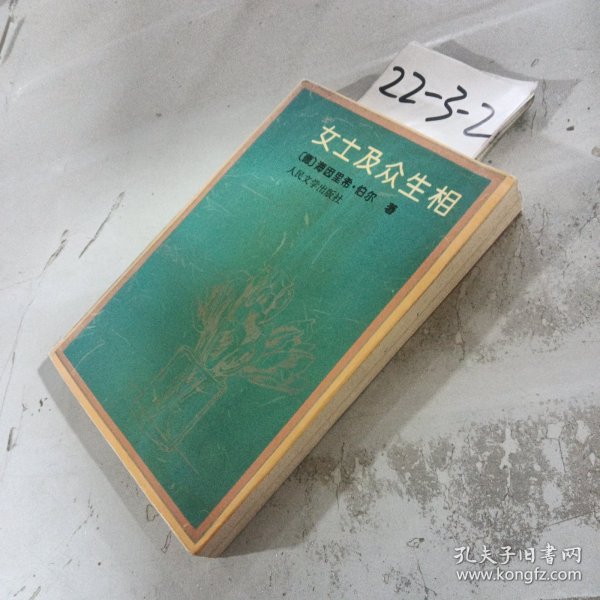 22-3-2
女士及众生相
〔德〕海因里希·伯尔 著
人民文学出版社
孔夫子旧书网
www.kongfz.com